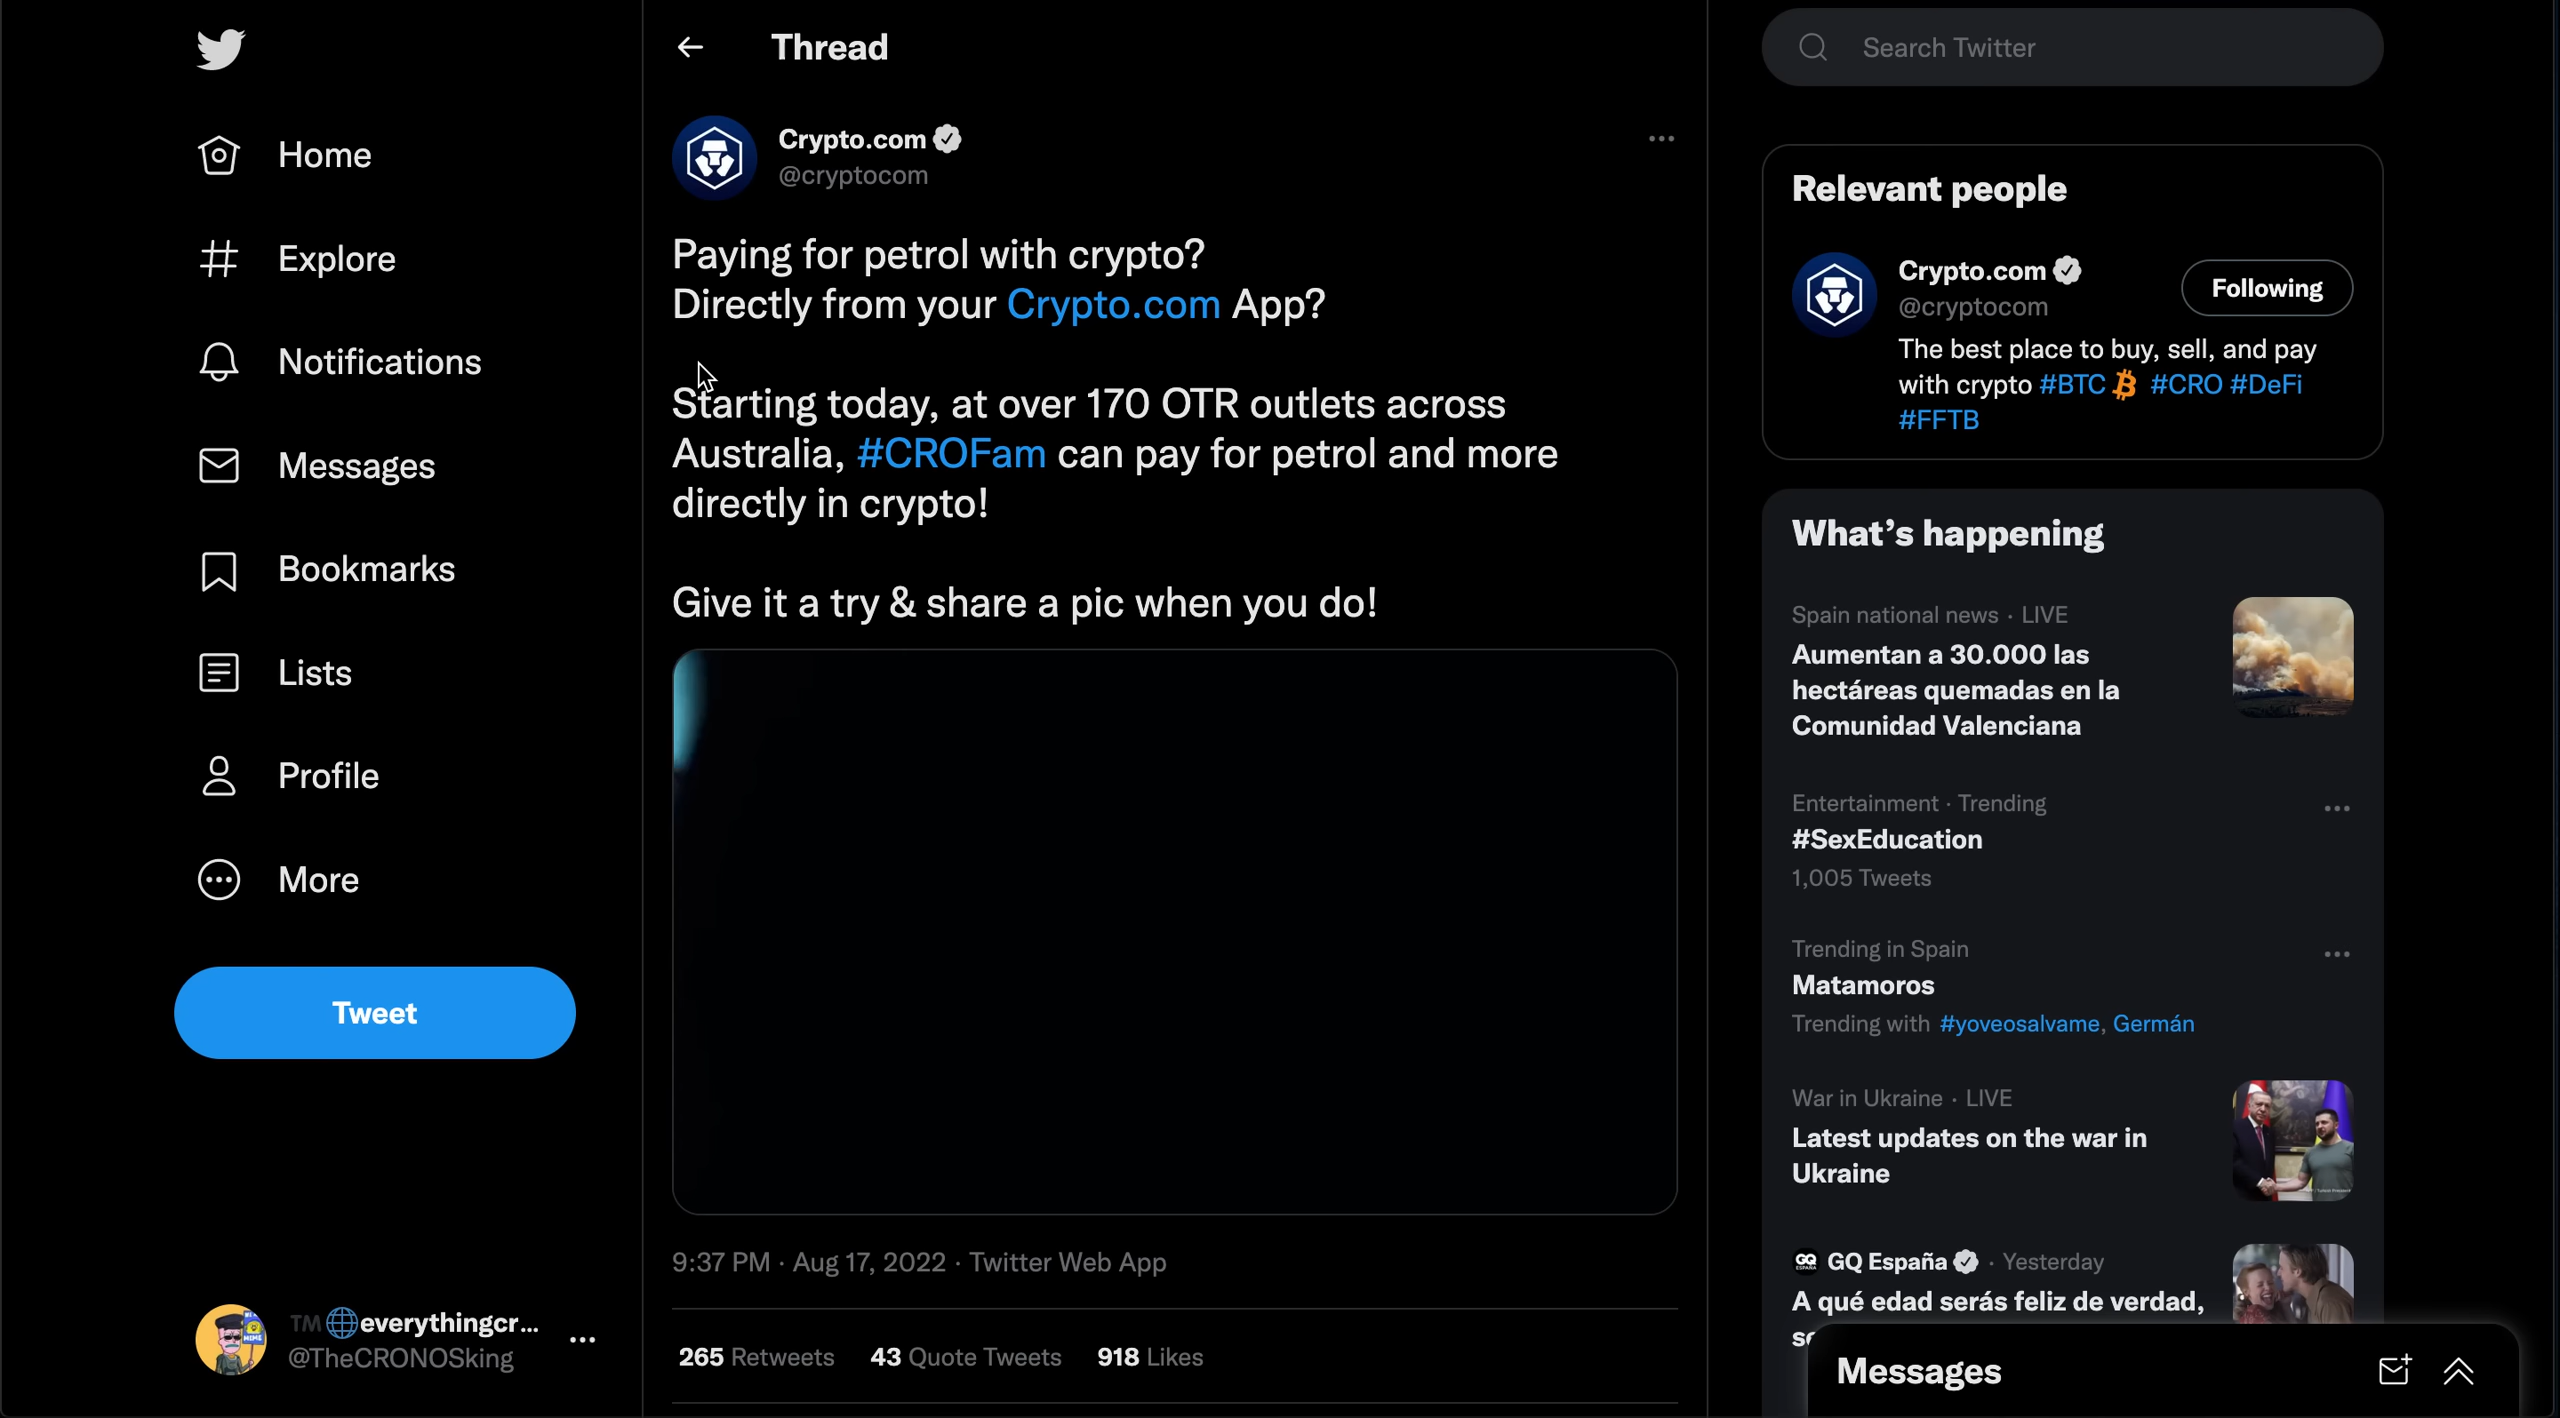 Home
Explore
Notifications
Messages
Bookmarks
Lists
Profile
More
Tweet
TM🌐everythingcr...
@TheCRONOSking
Thread
Crypto.com
@cryptocom
Paying for petrol with crypto?
Directly from your Crypto.com App?
Starting today, at over 170 OTR outlets across
Australia, #CROFam can pay for petrol and more
directly in crypto!
Give it a try & share a pic when you do!
9:37 PM · Aug 17, 2022 · Twitter Web App
265 Retweets 43 Quote Tweets 918 Likes
Search Twitter
Relevant people
Crypto.com
@cryptocom
Following
The best place to buy, sell, and pay
with crypto #BTC #CRO #DeFi
#FFTB
What’s happening
Spain national news · LIVE
Aumentan a 30.000 las
hectáreas quemadas en la
Comunidad Valenciana
Entertainment · Trending
#SexEducation
1,005 Tweets
Trending in Spain
Matamoros
Trending with #yoveosalvame, Germán
War in Ukraine · LIVE
Latest updates on the war in
Ukraine
GQ España · Yesterday
A qué edad serás feliz de verdad,
Messages